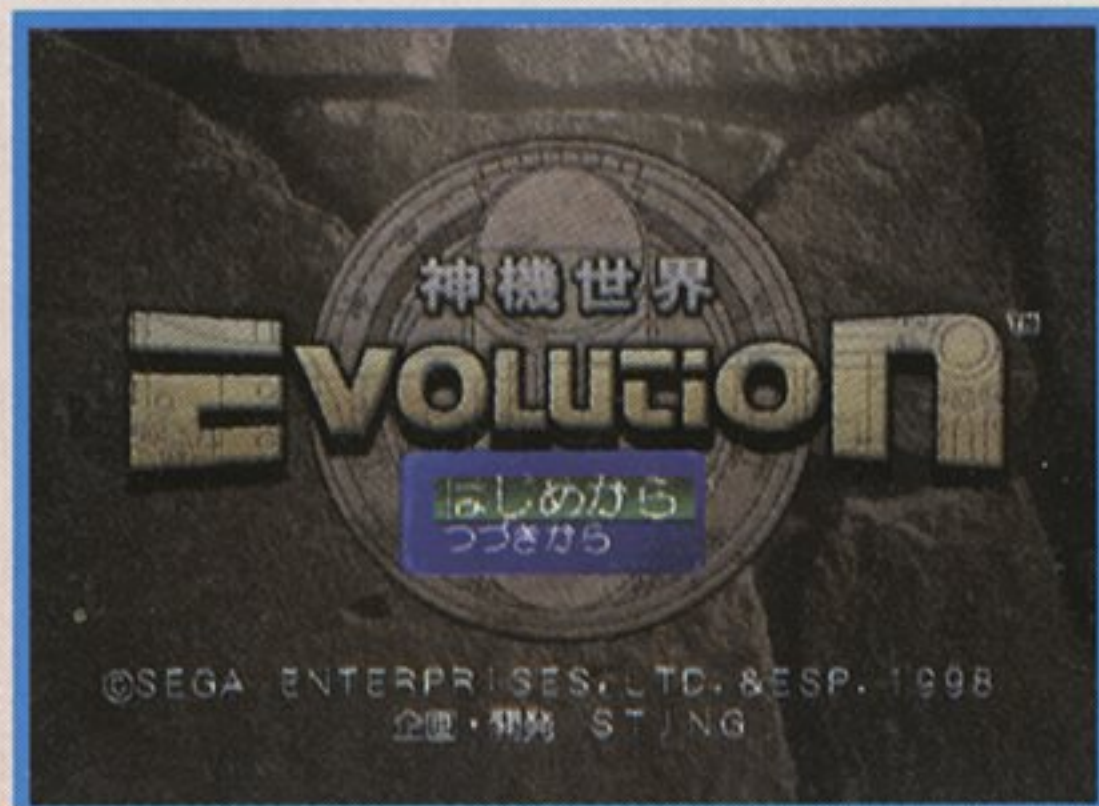 神機世界
EVOLUTION™
はじめから
つづきから
©SEGA ENTERPRISES, LTD. & ESP. 1998
企画・開発 STING